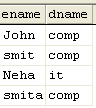 ename dname
John comp
smit comp
Neha it
smita comp